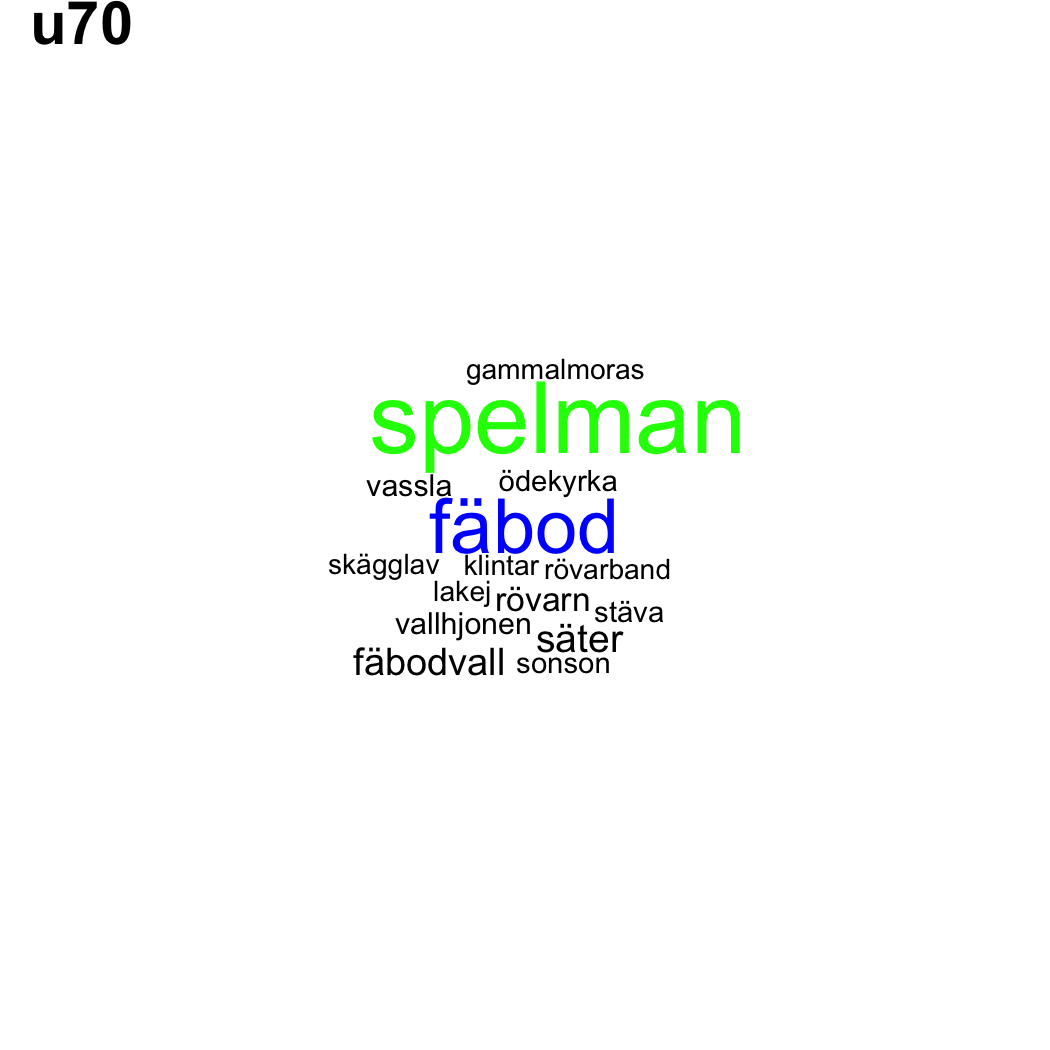 u70
gammalmoras
spelman
vassla ödekyrka
fäbod
skägglav klintar rövarband
lakej rövarn stäva
vallhjonen säter
fäbodvall sonson